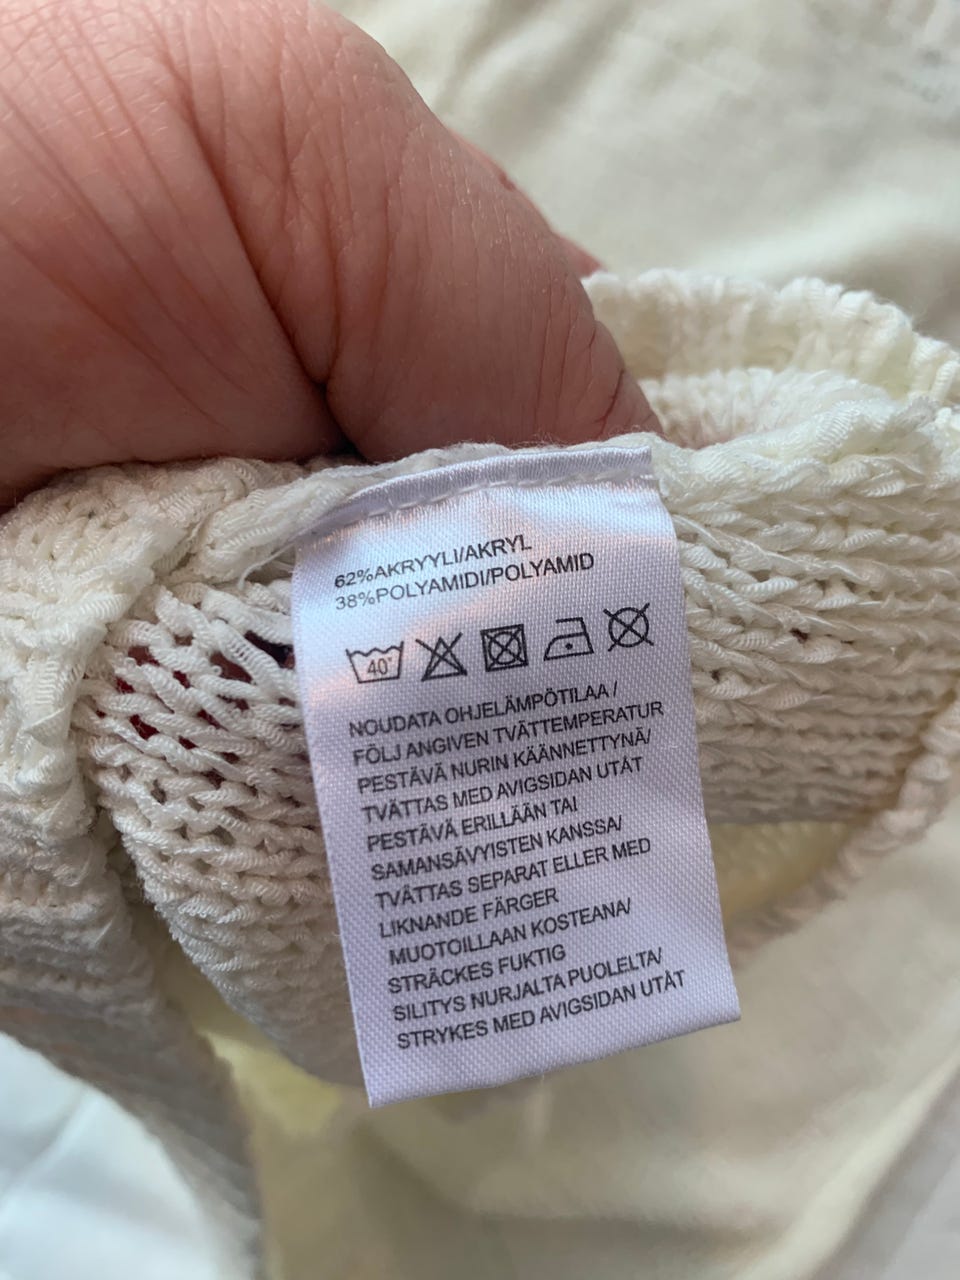 62%AKRYYLI/AKRYL
38%POLYAMIDI/POLYAMID
40°
NOUDATA OHJELÄMPÖTILAA /
FÖLJ ANGIVEN TVÄTTEMPERATUR
PESTÄVÄ NURIN KÄÄNNETTYNÄ/
TVÄTTAS MED AVIGSIDAN UTÅT
PESTÄVÄ ERILLÄÄN TAI
SAMANSÄVYISTEN KANSSA/
TVÄTTAS SEPARAT ELLER MED
LIKNANDE FÄRGER
MUOTOILLAAN KOSTEANA/
STRÄCKES FUKTIG
SILITYS NURJALTA PUOLELTA/
STRYKES MED AVIGSIDAN UTÅT